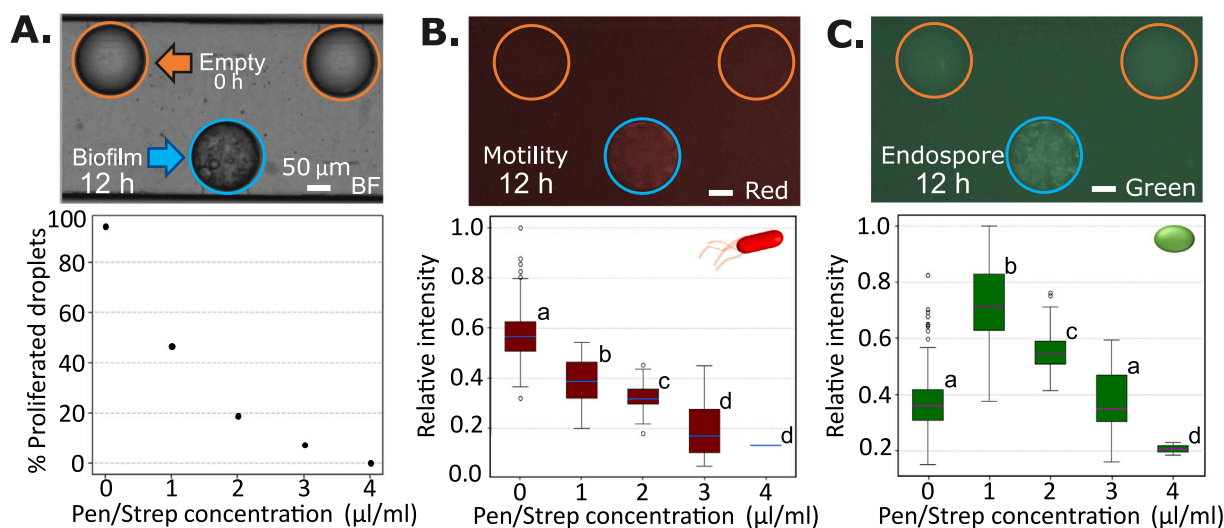 A.
Empty
0 h
Biofilm
12 h
50 μm
BF
100
80
60
40
20
0
% Proliferated droplets
0 1 2 3 4
Pen/Strep concentration (μl/ml)
B.
Motility
12 h
Red
1.0
0.8
0.6
0.4
0.2
0.0
Relative intensity
a
b
c
d
d
0 1 2 3 4
Pen/Strep concentration (μl/ml)
C.
Endospore
12 h
Green
1.0
0.8
0.6
0.4
0.2
Relative intensity
a
b
c
a
d
0 1 2 3 4
Pen/Strep concentration (μl/ml)